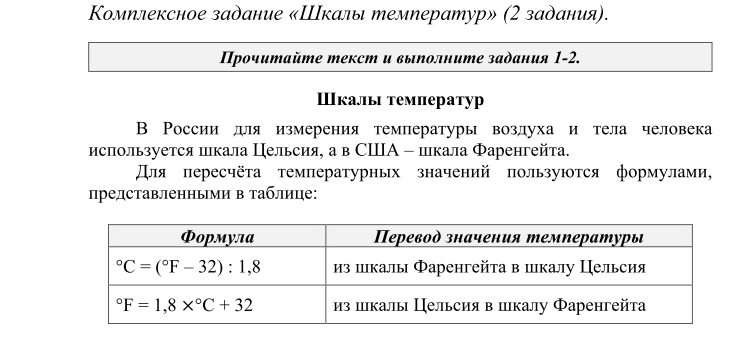 Комплексное задание «Шкалы температур» (2 задания).
Прочитайте текст и выполните задания 1-2.
Шкалы температур
В России для измерения температуры воздуха и тела человека
используется шкала Цельсия, а в США – шкала Фаренгейта.
Для пересчёта температурных значений пользуются формулами,
представленными в таблице:
Формула Перевод значения температуры
°C = (°F – 32) : 1,8 из шкалы Фаренгейта в шкалу Цельсия
°F = 1,8 ×°C + 32 из шкалы Цельсия в шкалу Фаренгейта